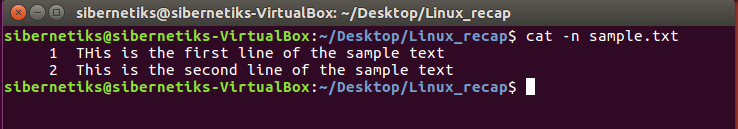 sibernetiks@sibernetiks-VirtualBox: ~/Desktop/Linux_recap
sibernetiks@sibernetiks-VirtualBox:~/Desktop/Linux_recap$ cat -n sample.txt
     1  THis is the first line of the sample text
     2  This is the second line of the sample text
sibernetiks@sibernetiks-VirtualBox:~/Desktop/Linux_recap$